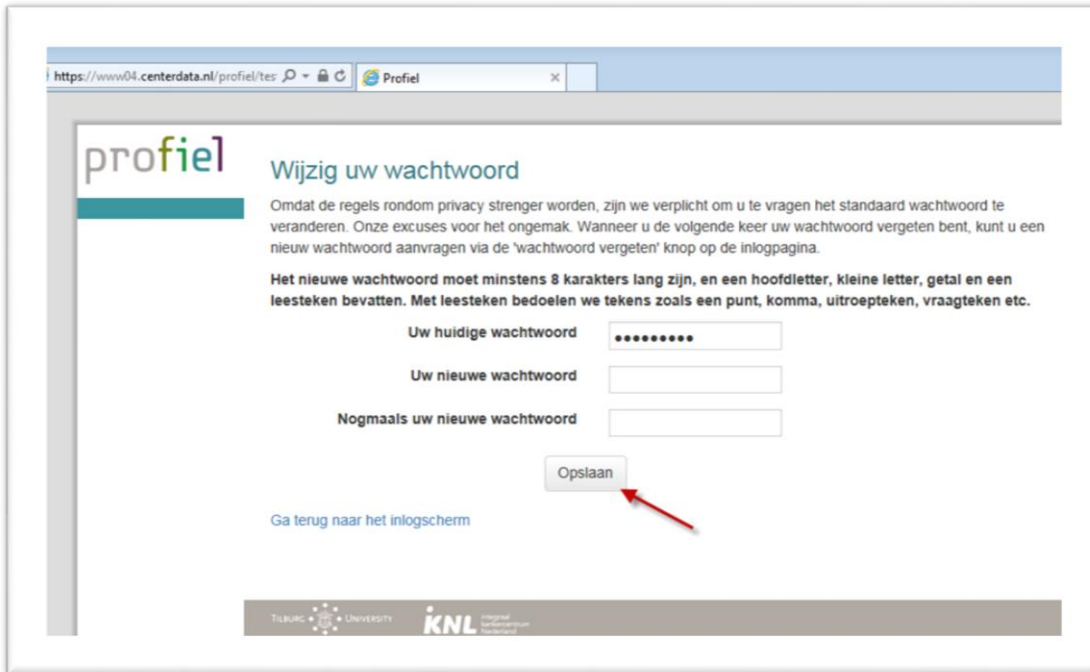 https://www04.centerdata.nl/profiel/tes
Profiel
profiel
Wijzig uw wachtwoord
Omdat de regels rondom privacy strenger worden, zijn we verplicht om u te vragen het standaard wachtwoord te
veranderen. Onze excuses voor het ongemak. Wanneer u de volgende keer uw wachtwoord vergeten bent, kunt u een
nieuw wachtwoord aanvragen via de 'wachtwoord vergeten' knop op de inlogpagina.
Het nieuwe wachtwoord moet minstens 8 karakters lang zijn, en een hoofdletter, kleine letter, getal en een
leesteken bevatten. Met leesteken bedoelen we tekens zoals een punt, komma, uitroepteken, vraagteken etc.
Uw huidige wachtwoord
Uw nieuwe wachtwoord
Nogmaals uw nieuwe wachtwoord
Opslaan
Ga terug naar het inlogscherm
TILBURG UNIVERSITY
IKNL integraal
kankercentrum
Nederland